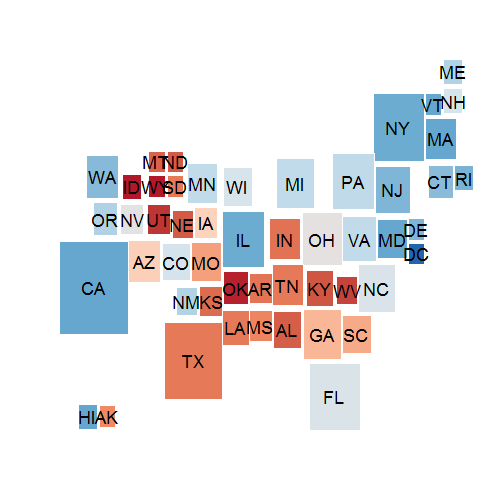 ME
VT NH
NY MA
MT ND
WA ID WY SD MN WI MI PA NJ CT RI
OR NV UT NE IA IL IN OH VA MD DE
DC
CA AZ CO MO
NM KS OK AR TN KY WV NC
LA MS AL GA SC
TX
FL
HI AK